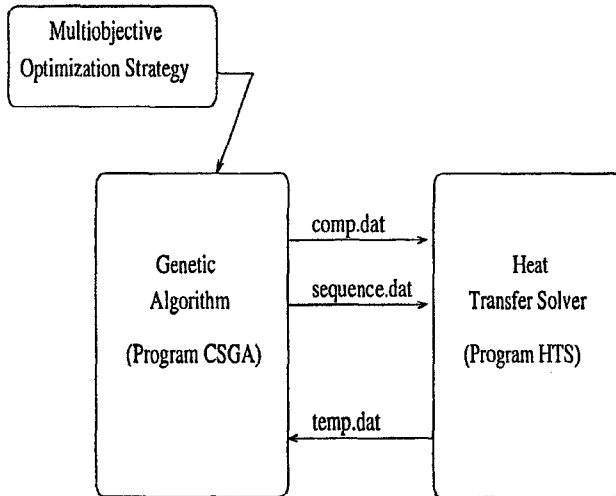 Multiobjective
Optimization Strategy
Genetic
Algorithm
(Program CSGA)
comp.dat
sequence.dat
temp.dat
Heat
Transfer Solver
(Program HTS)